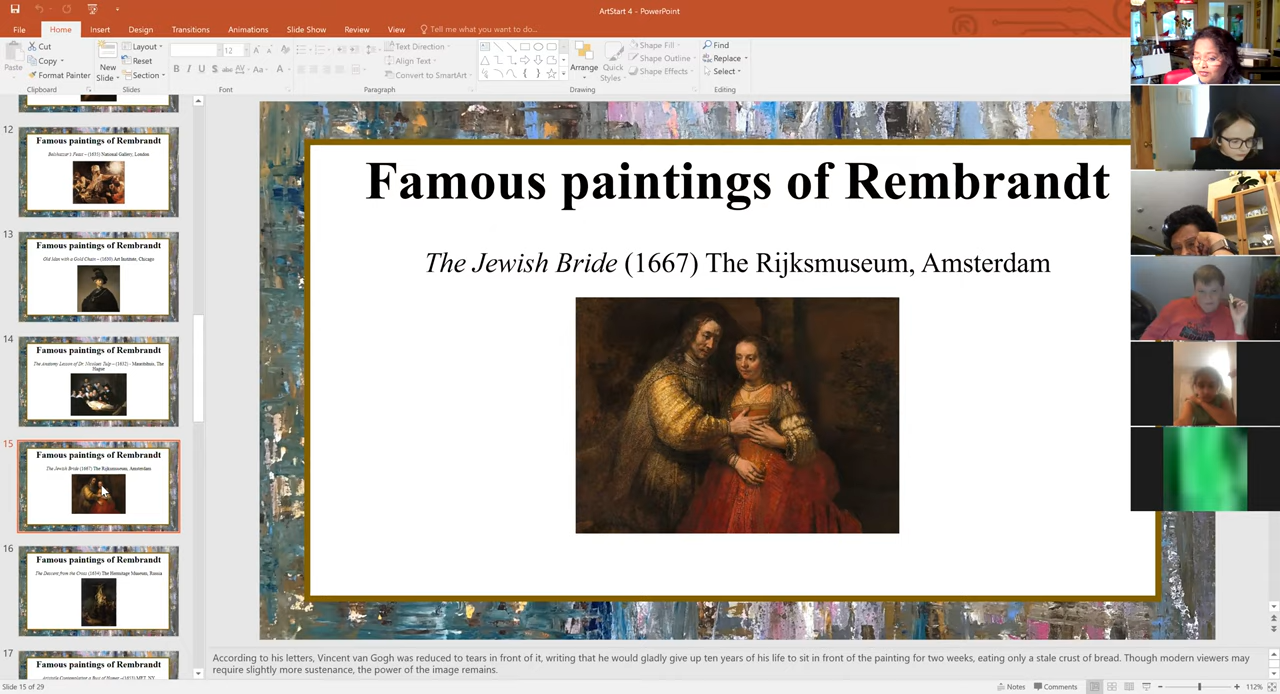 ArtStart 4 - PowerPoint
File Home Insert Design Transitions Animations Slide Show Review View Tell me what you want to do...
Paste
Cut
Copy
Format Painter
Clipboard
New Slide
Layout
Reset
Section
Slides
12
B I U S abc AV Aa A
Font
Text Direction
Align Text
Convert to SmartArt
Paragraph
Arrange
Quick Styles
Shape Fill
Shape Outline
Shape Effects
Drawing
Find
Replace
Select
Editing
12
Famous paintings of Rembrandt
Belshazzar's Feast – (1635) National Gallery, London
13
Famous paintings of Rembrandt
Old Man with a Gold Chain – (1630) Art Institute, Chicago
14
Famous paintings of Rembrandt
The Anatomy Lesson of Dr. Nicolaes Tulp – (1632) - Mauritshuis, The
Hague
15
Famous paintings of Rembrandt
The Jewish Bride (1667) The Rijksmuseum, Amsterdam
16
Famous paintings of Rembrandt
The Descent from the Cross (1634) The Hermitage Museum, Russia
17
Famous paintings of Rembrandt
Famous paintings of Rembrandt
The Jewish Bride (1667) The Rijksmuseum, Amsterdam
According to his letters, Vincent van Gogh was reduced to tears in front of it, writing that he would gladly give up ten years of his life to sit in front of the painting for two weeks, eating only a stale crust of bread. Though modern viewers may
require slightly more sustenance, the power of the image remains.
Slide 15 of 29
Notes
Comments
112%